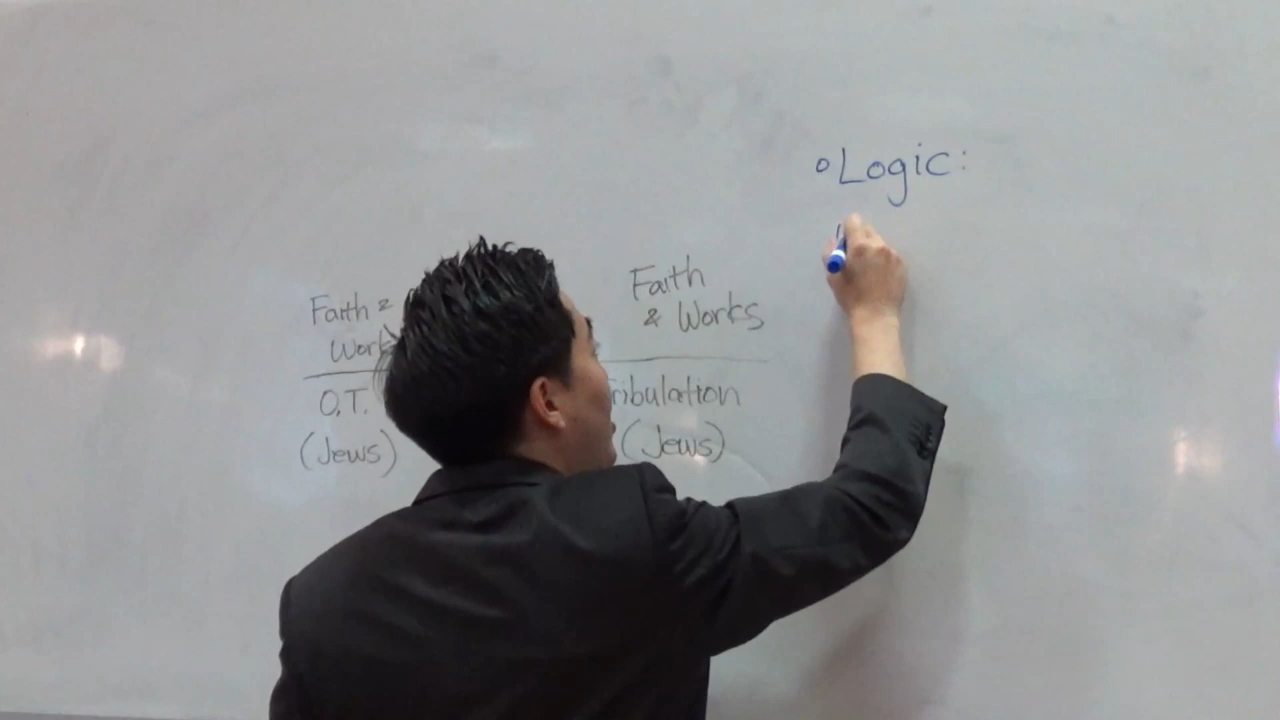 Logic:
Faith &
Work
O.T.
(Jews)
Faith
& Works
ribulation
(Jews)